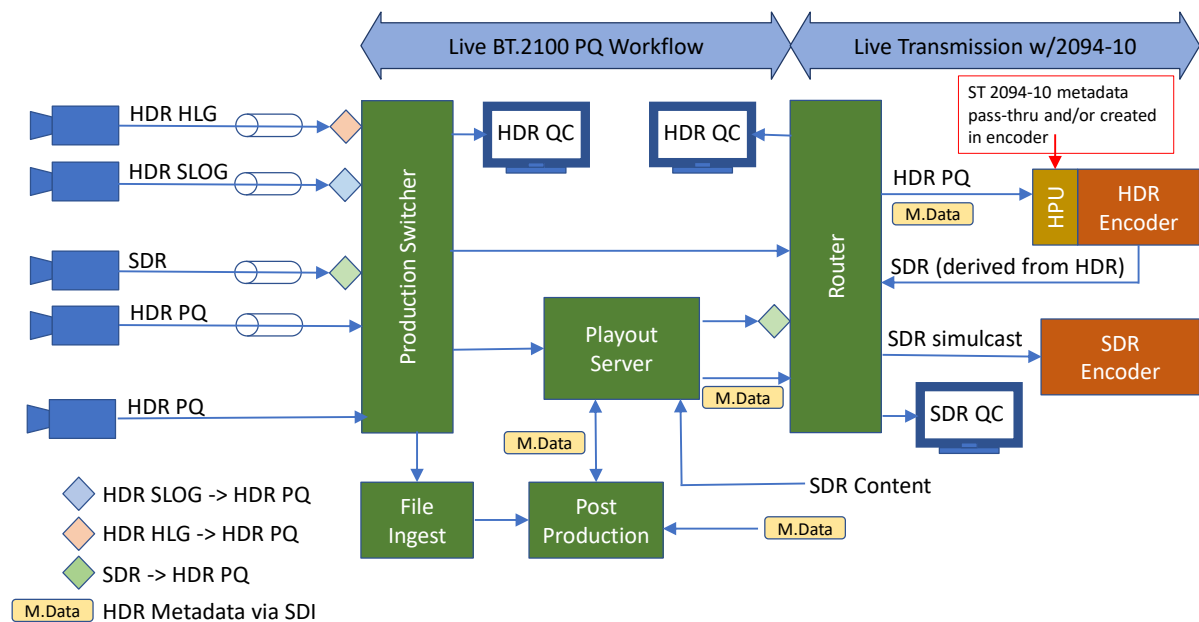 Live BT.2100 PQ Workflow
Live Transmission w/2094-10
ST 2094-10 metadata
pass-thru and/or created
in encoder
HDR HLG
HDR SLOG
SDR
HDR PQ
HDR PQ
Production Switcher
HDR QC
HDR QC
Router
HDR PQ
M.Data
HPU
HDR
Encoder
SDR (derived from HDR)
Playout
Server
M.Data
SDR simulcast
SDR
Encoder
SDR QC
M.Data
SDR Content
File
Ingest
Post
Production
M.Data
HDR SLOG -> HDR PQ
HDR HLG -> HDR PQ
SDR -> HDR PQ
M.Data
HDR Metadata via SDI